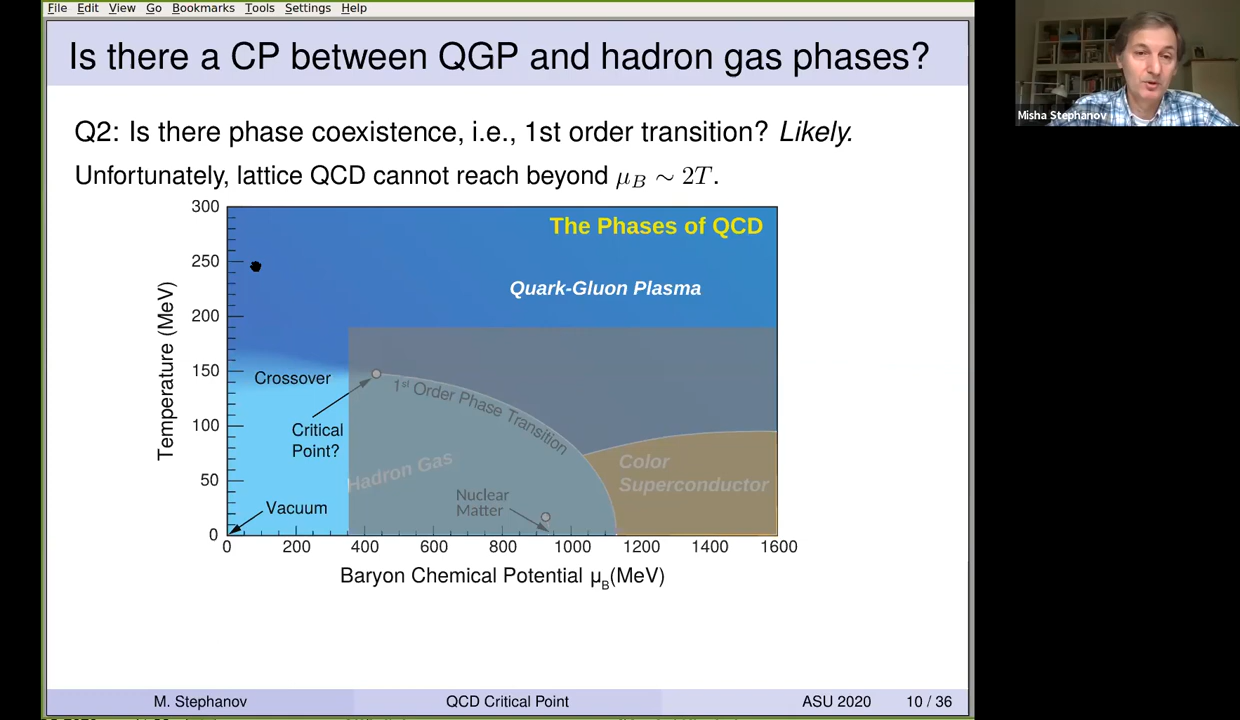 File Edit View Go Bookmarks Tools Settings Help
Is there a CP between QGP and hadron gas phases?
Misha Stephanov
Q2: Is there phase coexistence, i.e., 1st order transition? Likely.
Unfortunately, lattice QCD cannot reach beyond μB ∼ 2T.
The Phases of QCD
Quark-Gluon Plasma
Temperature (MeV)
300
250
200
150
100
50
0
Crossover
1st Order Phase Transition
Critical
Point?
Hadron Gas
Color
Superconductor
Nuclear
Matter
Vacuum
0 200 400 600 800 1000 1200 1400 1600
Baryon Chemical Potential μB(MeV)
M. Stephanov QCD Critical Point ASU 2020 10 / 36